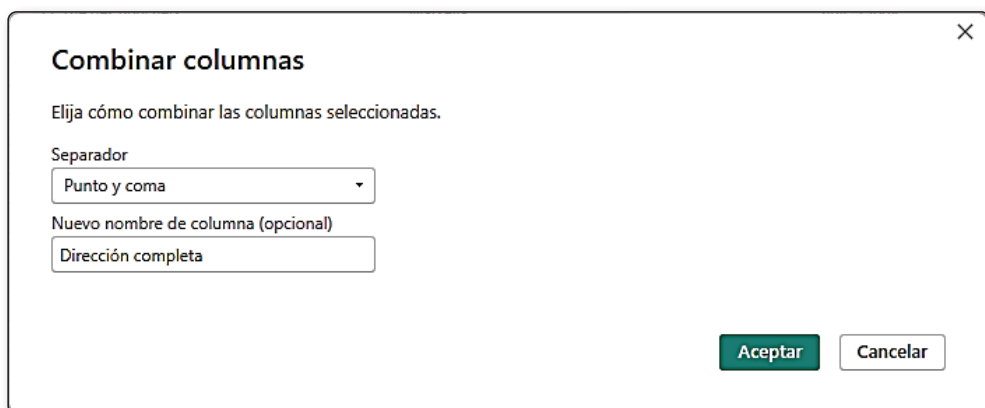 Combinar columnas
Elija cómo combinar las columnas seleccionadas.
Separador
Punto y coma
Nuevo nombre de columna (opcional)
Dirección completa
Aceptar
Cancelar